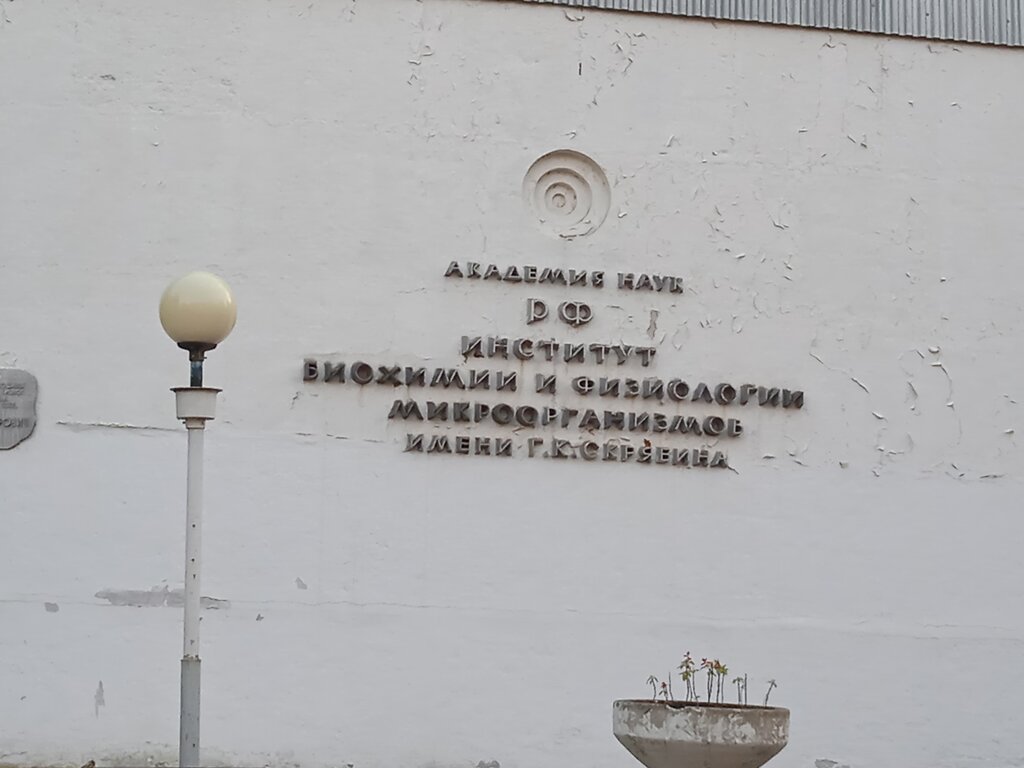 АКАДЕМИЯ НАУК
РФ
ИНСТИТУТ
БИОХИМИИ И ФИЗИОЛОГИИ
МИКРООРГАНИЗМОВ
ИМЕНИ Г.К.СКРЯБИНА